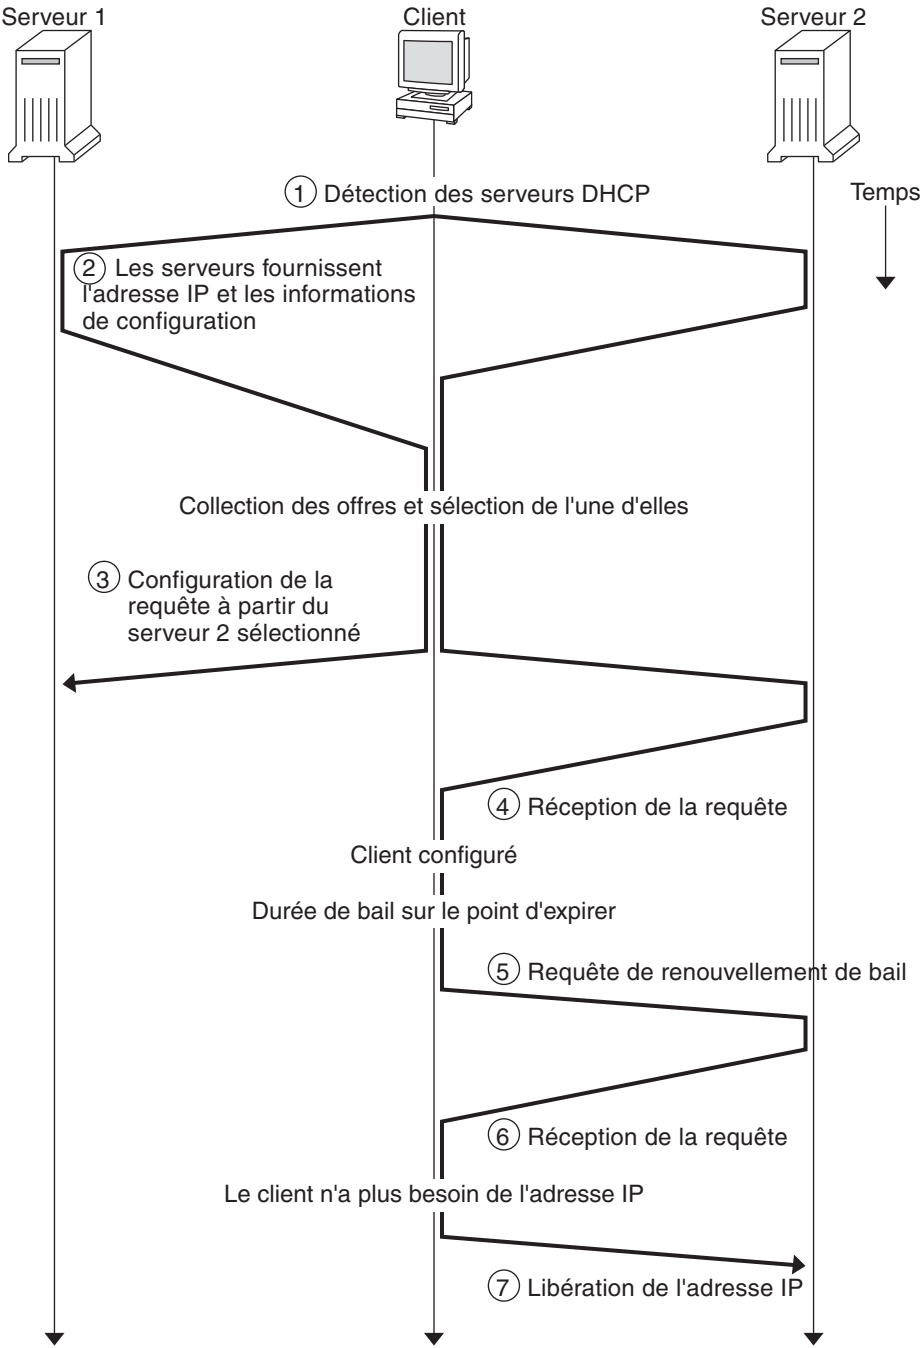 Serveur 1
Client
Serveur 2
1 Détection des serveurs DHCP
Temps
2 Les serveurs fournissent
l'adresse IP et les informations
de configuration
Collection des offres et sélection de l'une d'elles
3 Configuration de la
requête à partir du
serveur 2 sélectionné
4 Réception de la requête
Client configuré
Durée de bail sur le point d'expirer
5 Requête de renouvellement de bail
6 Réception de la requête
Le client n'a plus besoin de l'adresse IP
7 Libération de l'adresse IP